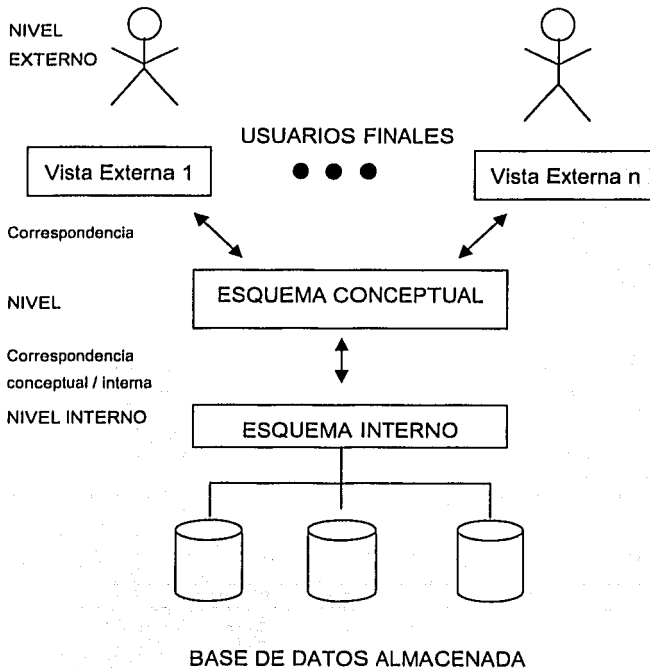 NIVEL
EXTERNO
USUARIOS FINALES
Vista Externa 1
Vista Externa n
Correspondencia
ESQUEMA CONCEPTUAL
NIVEL
Correspondencia
conceptual / interna
NIVEL INTERNO
ESQUEMA INTERNO
BASE DE DATOS ALMACENADA